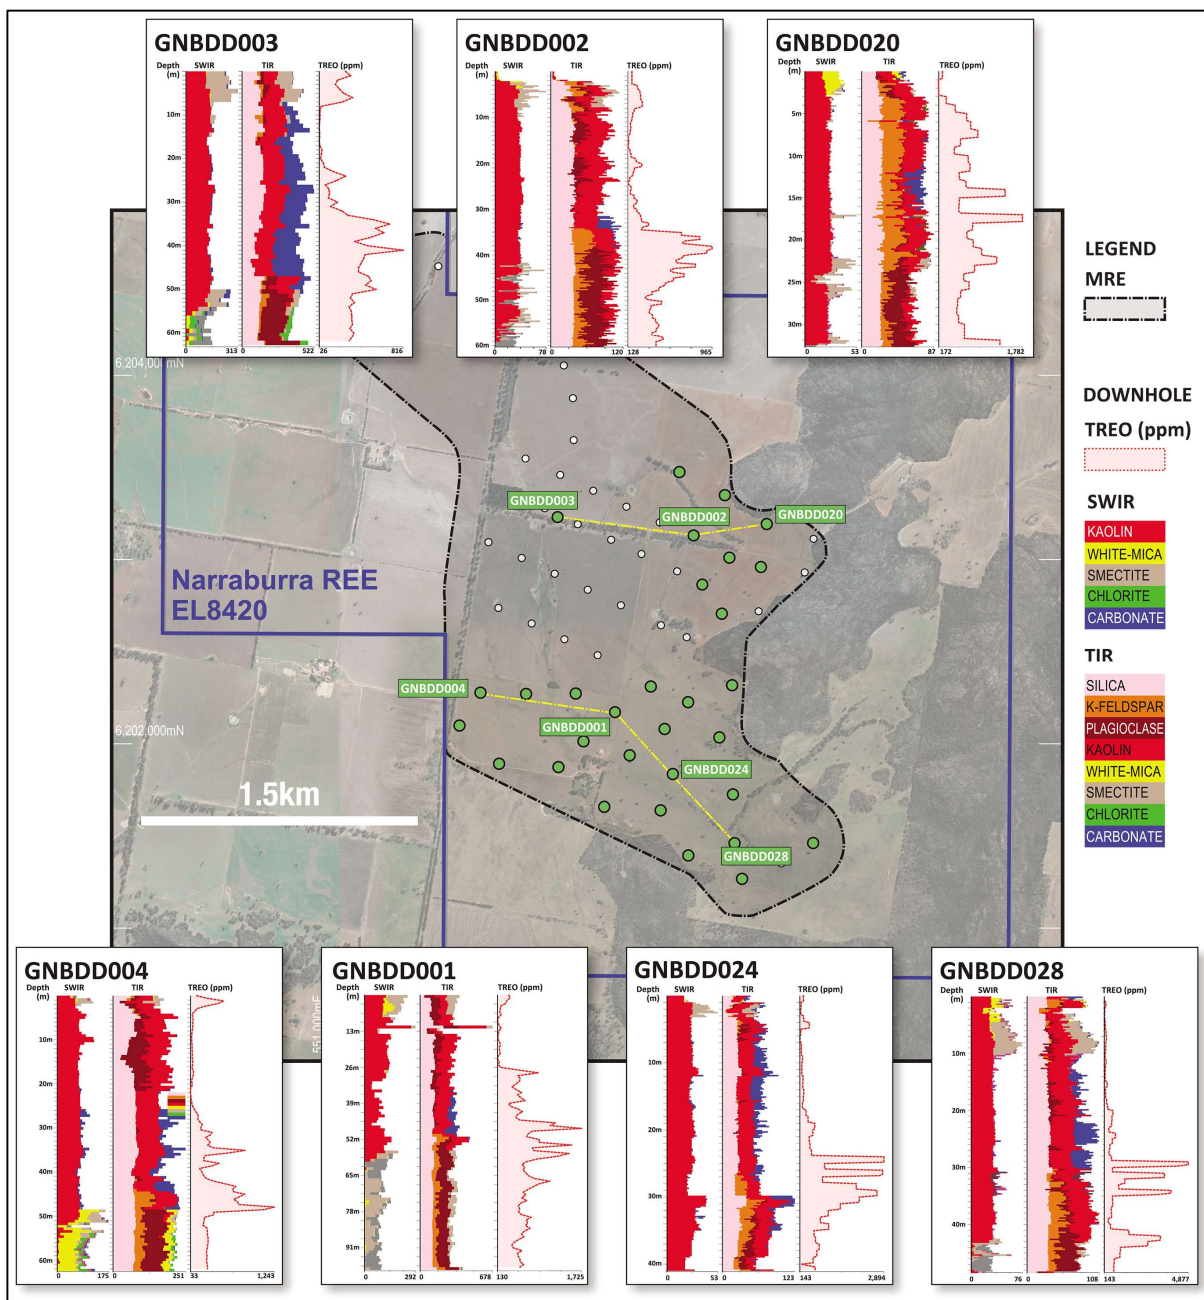 GNBDD003
Depth (m) SWIR TIR TREO (ppm)
10m
20m
30m
40m
50m
60m
0 313 0 522 26 816
GNBDD002
Depth (m) SWIR TIR TREO (ppm)
10m
20m
30m
40m
50m
60m
0 78 0 120 128 965
GNBDD020
Depth (m) SWIR TIR TREO (ppm)
5m
10m
15m
20m
25m
30m
0 53 0 87 172 1,782
LEGEND
MRE
DOWNHOLE
TREO (ppm)
SWIR
KAOLIN
WHITE-MICA
SMECTITE
CHLORITE
CARBONATE
TIR
SILICA
K-FELDSPAR
PLAGIOCLASE
KAOLIN
WHITE-MICA
SMECTITE
CHLORITE
CARBONATE
6,204,000mN
GNBDD003
GNBDD002
GNBDD020
Narraburra REE
EL8420
GNBDD004
GNBDD001
6,202,000mN
GNBDD024
1.5km
GNBDD028
GNBDD004
Depth (m) SWIR TIR TREO (ppm)
10m
20m
30m
40m
50m
60m
0 175 0 251 33 1,243
551,000mE
GNBDD001
Depth (m) SWIR TIR TREO (ppm)
13m
26m
39m
52m
65m
78m
91m
0 292 0 678 130 1,725
GNBDD024
Depth (m) SWIR TIR TREO (ppm)
10m
20m
30m
40m
0 53 0 123 143 2,894
GNBDD028
Depth (m) SWIR TIR TREO (ppm)
10m
20m
30m
40m
0 76 0 108 143 4,877